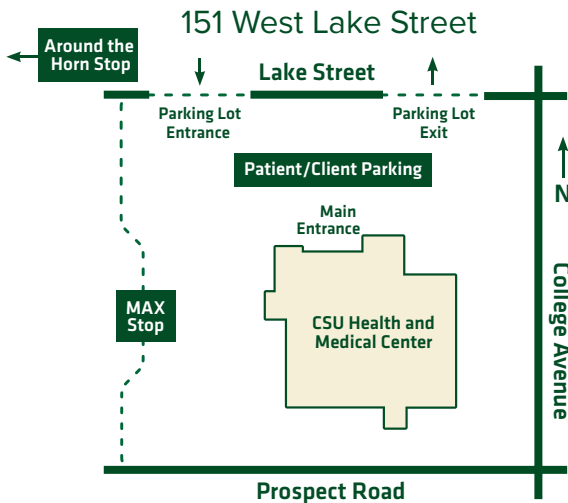 151 West Lake Street
Around the
Horn Stop
Lake Street
Parking Lot
Entrance
Parking Lot
Exit
Patient/Client Parking
N
Main
Entrance
MAX
Stop
CSU Health and
Medical Center
College Avenue
Prospect Road